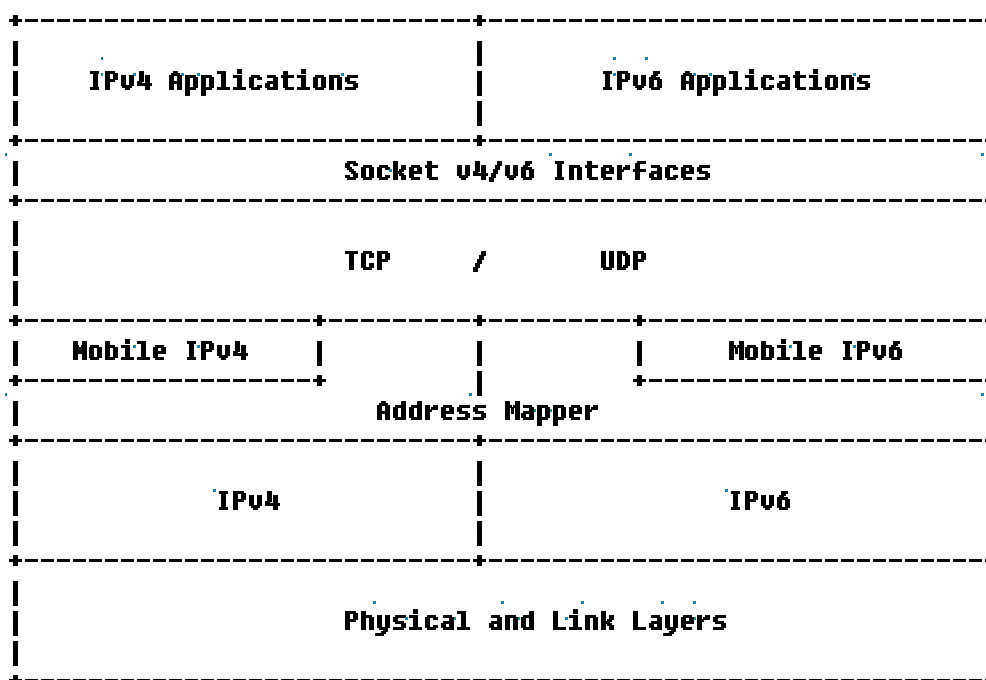 IPv4 Applications IPv6 Applications
Socket v4/v6 Interfaces
TCP / UDP
Mobile IPv4 Mobile IPv6
Address Mapper
IPv4 IPv6
Physical and Link Layers